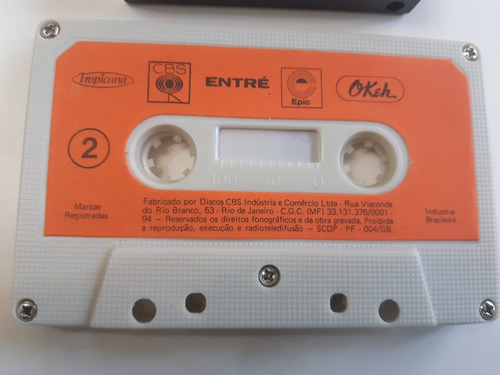 Tropicana
CBS
ENTRÉ
Epic
OKeh
2
100 50 0
Marcas
Registradas
Fabricado por Discos CBS Indústria e Comércio Ltda - Rua Visconde
do Rio Branco, 53 - Rio de Janeiro - C.G.C. (MF) 33.131.376/0001
94 — Reservados os direitos fonográficos e da obra gravada. Proibida
a reprodução, execução e radioteledifusão — SCDP - PF - 004/GB.
Indústria
Brasileira